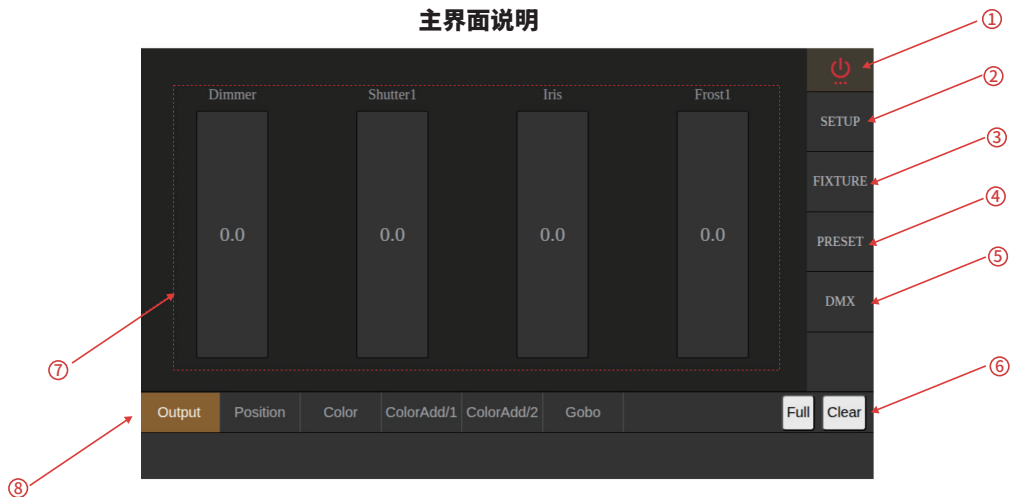 主界面说明
①
②
Dimmer Shutter1 Iris Frost1
SETUP
③
FIXTURE
④
0.0 0.0 0.0 0.0
PRESET
⑤
DMX
⑦
⑥
Output Position Color ColorAdd/1 ColorAdd/2 Gobo Full Clear
⑧